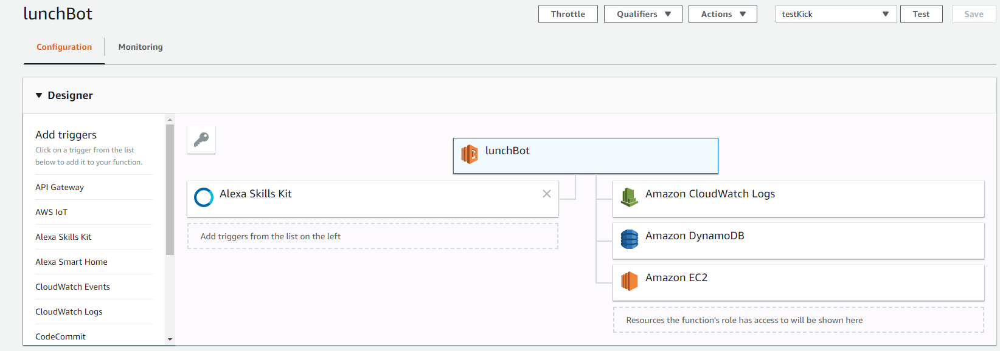 lunchBot
Throttle
Qualifiers
Actions
testKick
Test
Save
Configuration
Monitoring
Designer
Add triggers
Click on a trigger from the list
below to add it to your function.
API Gateway
AWS IoT
Alexa Skills Kit
Alexa Smart Home
CloudWatch Events
CloudWatch Logs
CodeCommit
lunchBot
Alexa Skills Kit
Add triggers from the list on the left
Amazon CloudWatch Logs
Amazon DynamoDB
Amazon EC2
Resources the function's role has access to will be shown here